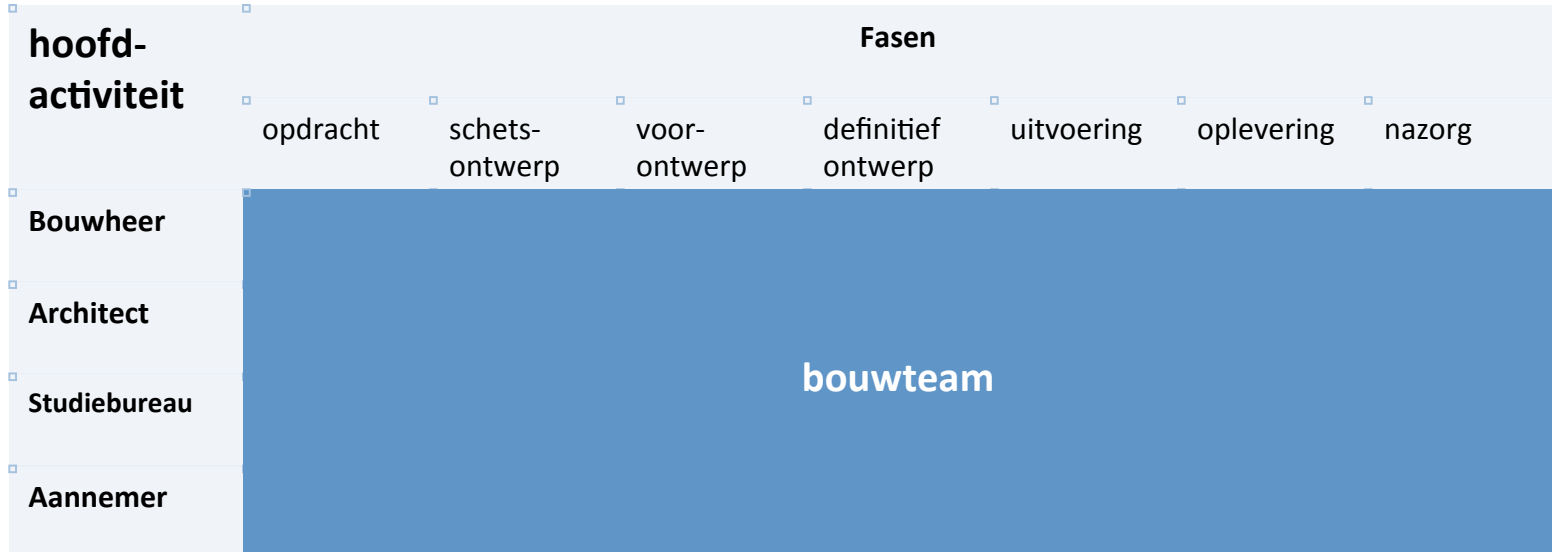 hoofd-
activiteit
Fasen
opdracht
schets-
ontwerp
voor-
ontwerp
definitief
ontwerp
uitvoering
oplevering
nazorg
Bouwheer
Architect
Studiebureau
Aannemer
bouwteam